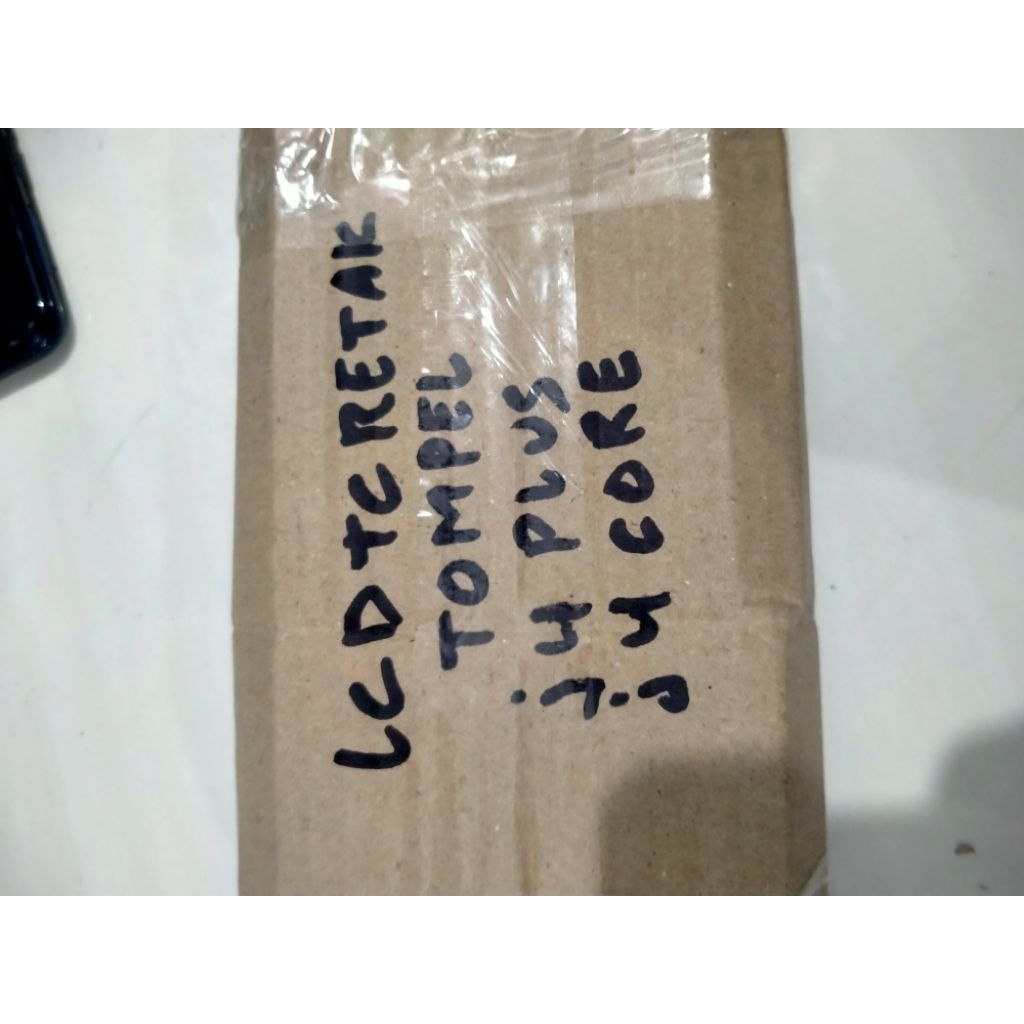 LCD TC RETAK
TOMPEL
j4 PLUS
j4 CORE